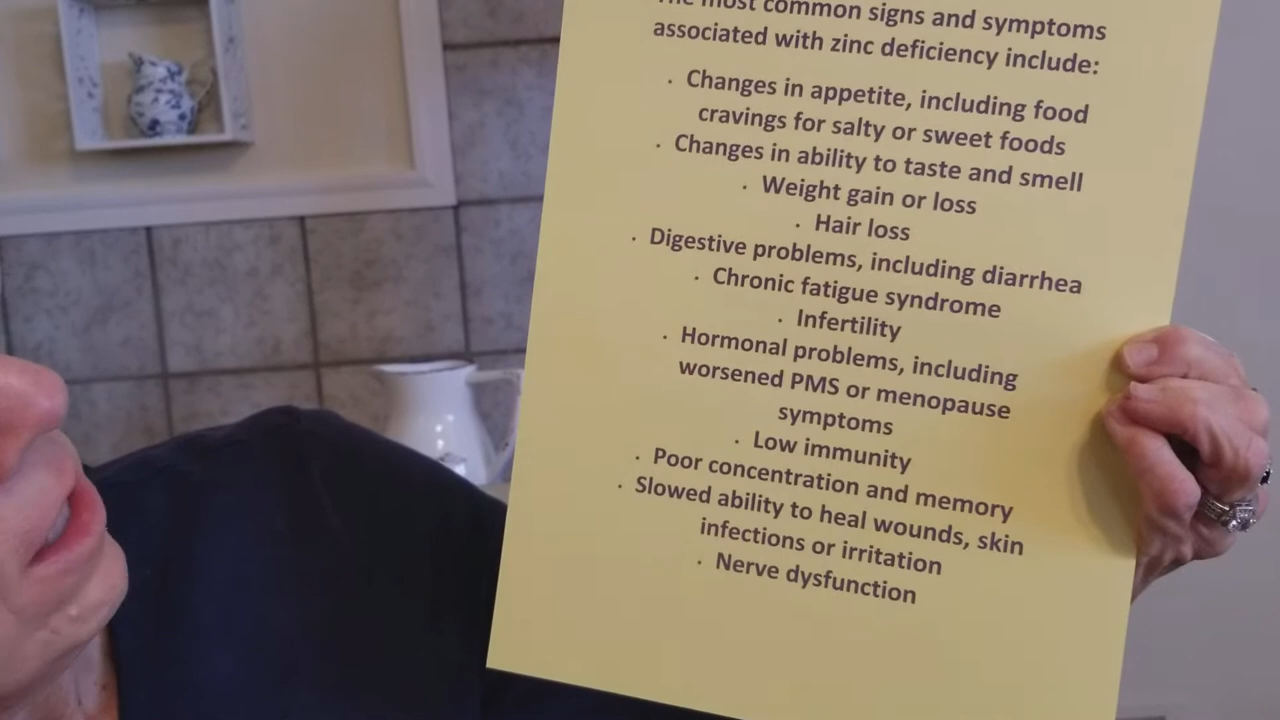 The most common signs and symptoms
associated with zinc deficiency include:
· Changes in appetite, including food
cravings for salty or sweet foods
· Changes in ability to taste and smell
· Weight gain or loss
· Hair loss
· Digestive problems, including diarrhea
· Chronic fatigue syndrome
· Infertility
· Hormonal problems, including
worsened PMS or menopause
symptoms
· Low immunity
· Poor concentration and memory
· Slowed ability to heal wounds, skin
infections or irritation
· Nerve dysfunction